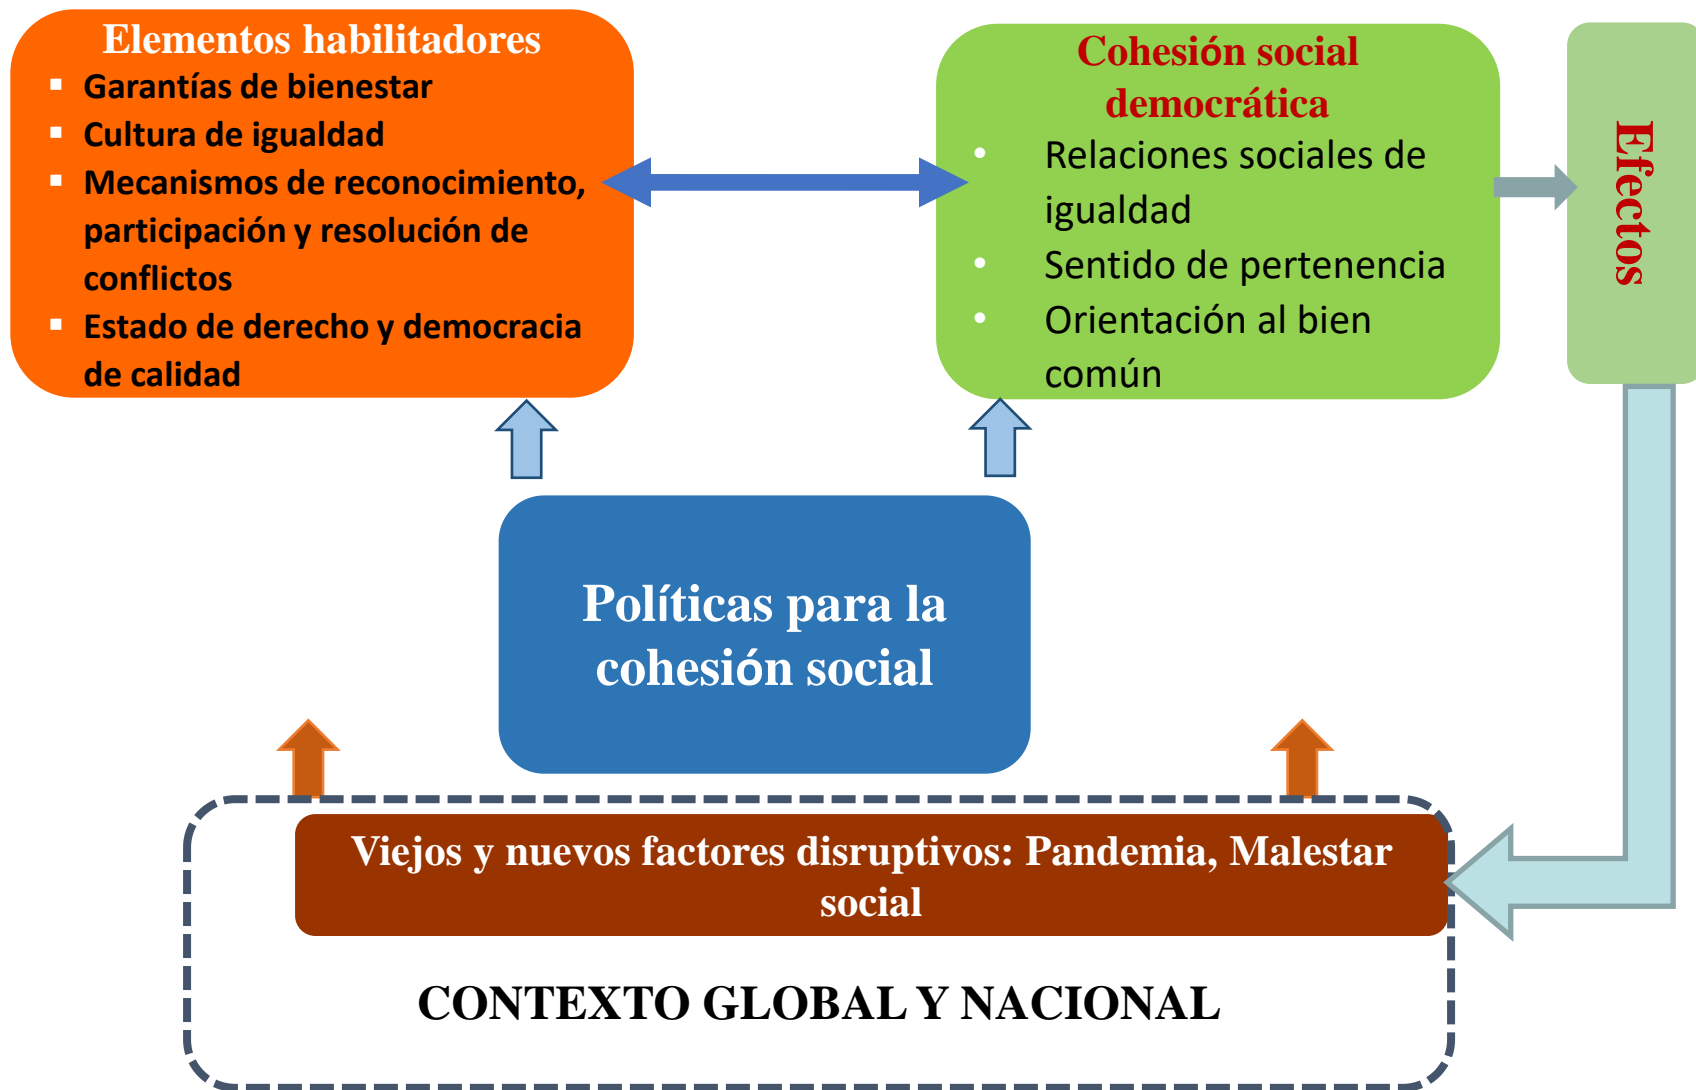 Elementos habilitadores
▪ Garantías de bienestar
▪ Cultura de igualdad
▪ Mecanismos de reconocimiento,
participación y resolución de
conflictos
▪ Estado de derecho y democracia
de calidad
Cohesión social
democrática
• Relaciones sociales de
igualdad
• Sentido de pertenencia
• Orientación al bien
común
Efectos
Políticas para la
cohesión social
Viejos y nuevos factores disruptivos: Pandemia, Malestar
social
CONTEXTO GLOBAL Y NACIONAL